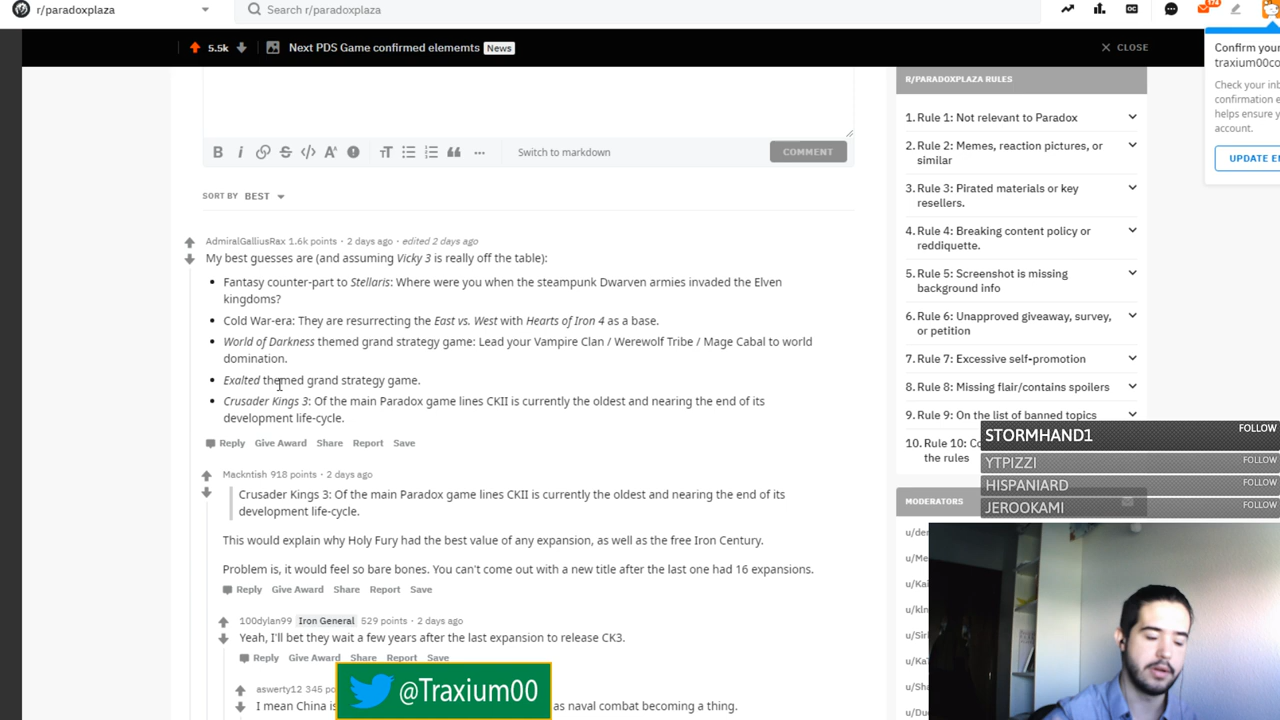 r/paradoxplaza
Search r/paradoxplaza
174
5.5k Next PDS Game confirmed elememts News
CLOSE
Confirm your
traxium00co
Check your inb
confirmation e
helps ensure y
account.
UPDATE EM
B i
Switch to markdown
COMMENT
SORT BY BEST
AdmiralGalliusRax 1.6k points · 2 days ago · edited 2 days ago
My best guesses are (and assuming Vicky 3 is really off the table):
Fantasy counter-part to Stellaris: Where were you when the steampunk Dwarven armies invaded the Elven
kingdoms?
Cold War-era: They are resurrecting the East vs. West with Hearts of Iron 4 as a base.
World of Darkness themed grand strategy game: Lead your Vampire Clan / Werewolf Tribe / Mage Cabal to world
domination.
Exalted themed grand strategy game.
Crusader Kings 3: Of the main Paradox game lines CKII is currently the oldest and nearing the end of its
development life-cycle.
Reply Give Award Share Report Save
Mackntish 918 points · 2 days ago
Crusader Kings 3: Of the main Paradox game lines CKII is currently the oldest and nearing the end of its
development life-cycle.
This would explain why Holy Fury had the best value of any expansion, as well as the free Iron Century.
Problem is, it would feel so bare bones. You can't come out with a new title after the last one had 16 expansions.
Reply Give Award Share Report Save
100dylan99 Iron General 529 points · 2 days ago
Yeah, I'll bet they wait a few years after the last expansion to release CK3.
Reply Give Award Share Report Save
aswerty12 345 po
I mean China is
as naval combat becoming a thing.
@Traxium00
R/PARADOXPLAZA RULES
1. Rule 1: Not relevant to Paradox
2. Rule 2: Memes, reaction pictures, or
similar
3. Rule 3: Pirated materials or key
resellers.
4. Rule 4: Breaking content policy or
reddiquette.
5. Rule 5: Screenshot is missing
background info
6. Rule 6: Unapproved giveaway, survey,
or petition
7. Rule 7: Excessive self-promotion
8. Rule 8: Missing flair/contains spoilers
9. Rule 9: On the list of banned topics
10. Rule 10: Co
the rules
STORMHAND1 FOLLOW
YTPIZZI FOLLOW
HISPANIARD FOLLOW
JEROOKAMI FOLLOW
MODERATORS
u/der
u/Me
u/Ka
u/kln
u/Siri
u/Ka
u/Sha
u/Du